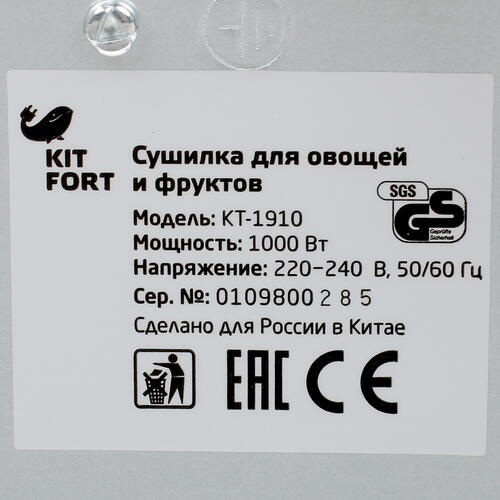 KIT
FORT
Сушилка для овощей
и фруктов
SGS
GS
Geprüfte
Sicherheit
Модель: КТ-1910
Мощность: 1000 Вт
Напряжение: 220–240 В, 50/60 Гц
Сер. №: 0109800 2 8 5
Сделано для России в Китае
EAC CE